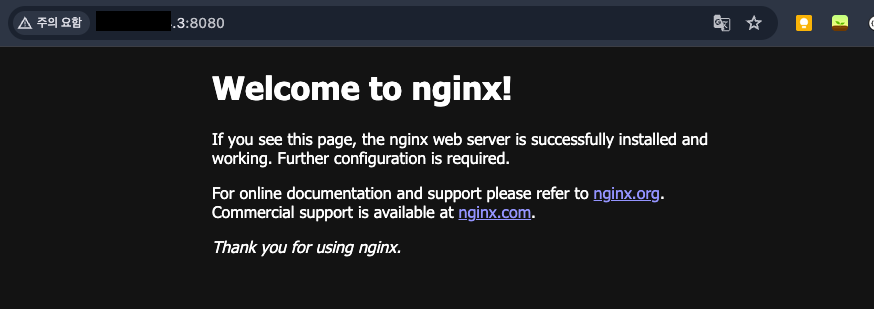 주의 요함 .3:8080
Welcome to nginx!
If you see this page, the nginx web server is successfully installed and
working. Further configuration is required.
For online documentation and support please refer to nginx.org.
Commercial support is available at nginx.com.
Thank you for using nginx.